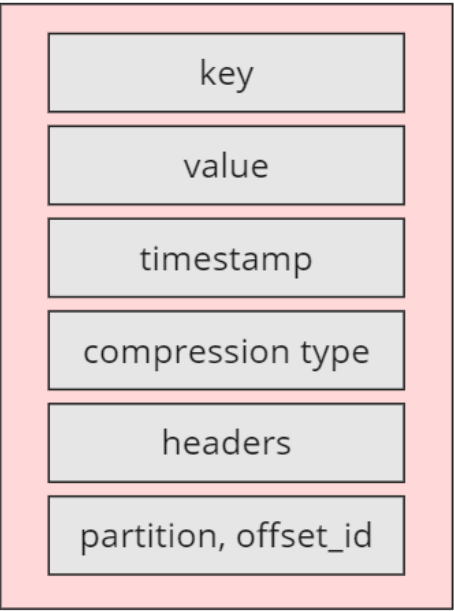 key
value
timestamp
compression type
headers
partition, offset_id